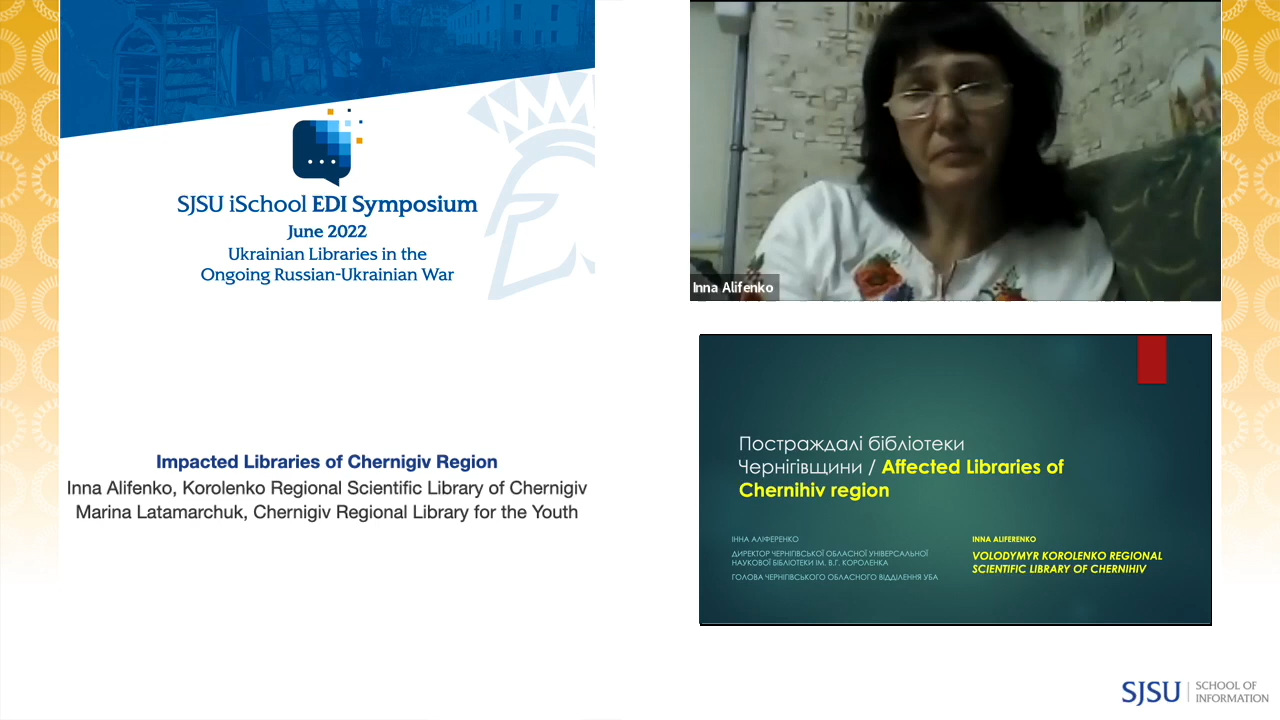 SJSU iSchool EDI Symposium
June 2022
Ukrainian Libraries in the
Ongoing Russian-Ukrainian War
Impacted Libraries of Chernigiv Region
Inna Alifenko, Korolenko Regional Scientific Library of Chernigiv
Marina Latamarchuk, Chernigiv Regional Library for the Youth
Inna Alifenko
Постраждалі бібліотеки
Чернігівщини / Affected Libraries of
Chernihiv region
ІННА АЛІФЕРЕНКО
ДИРЕКТОР ЧЕРНІГІВСЬКОЇ ОБЛАСНОЇ УНІВЕРСАЛЬНОЇ
НАУКОВОЇ БІБЛІОТЕКИ ІМ. В.Г. КОРОЛЕНКА
ГОЛОВА ЧЕРНІГІВСЬКОГО ОБЛАСНОГО ВІДДІЛЕННЯ УБА
INNA ALIFERENKO
VOLODYMYR KOROLENKO REGIONAL
SCIENTIFIC LIBRARY OF CHERNIHIV
SJSU SCHOOL OF
INFORMATION